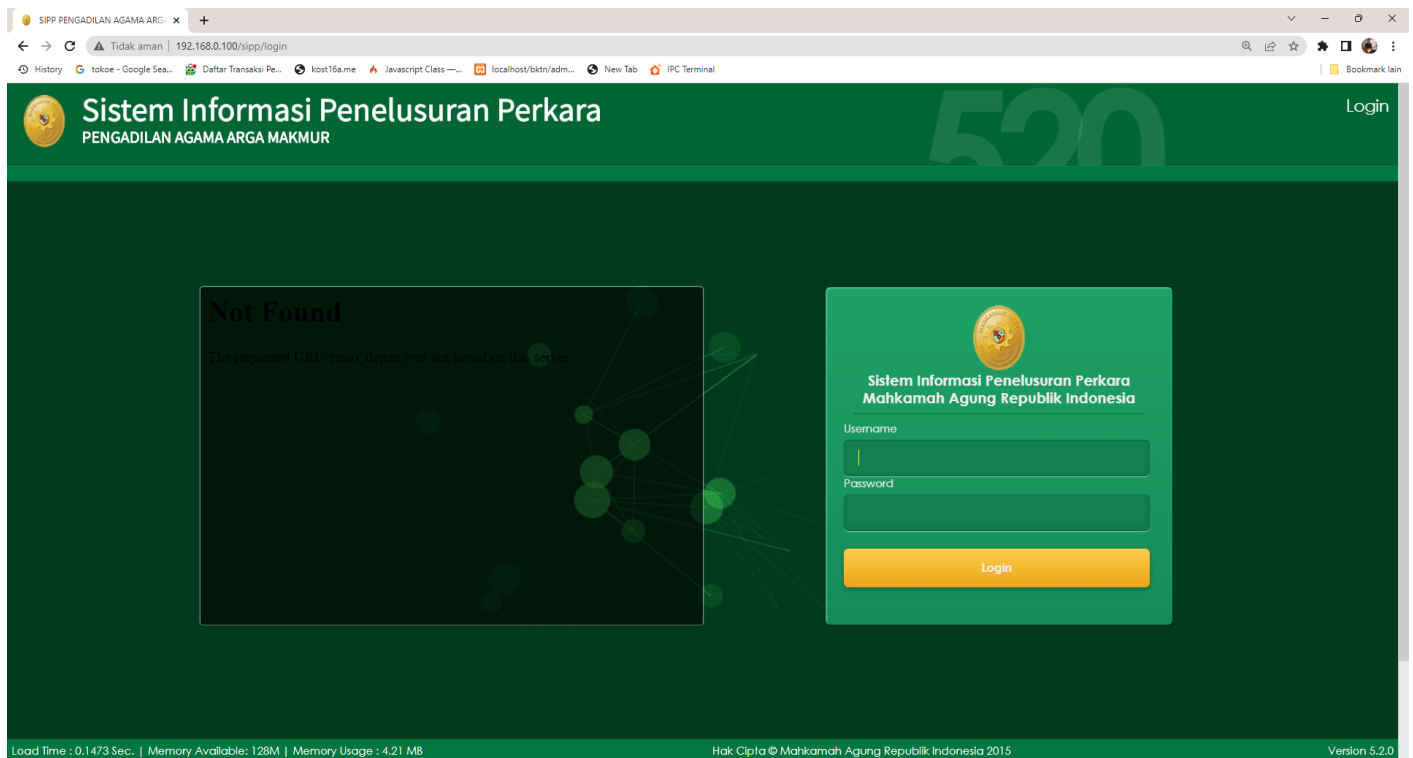 SIPP PENGADILAN AGAMA ARG
Tidak aman | 192.168.0.100/sipp/login
History tokoe - Google Sea... Daftar Transaksi Pe... kost16a.me Javascript Class —... localhost/bktn/adm... New Tab IPC Terminal Bookmark lain
Sistem Informasi Penelusuran Perkara
PENGADILAN AGAMA ARGA MAKMUR
520
Login
Not Found
The requested URL /rasio_depan was not found on this server.
Sistem Informasi Penelusuran Perkara
Mahkamah Agung Republik Indonesia
Username
Password
Login
Load Time : 0.1473 Sec. | Memory Available: 128M | Memory Usage : 4.21 MB
Hak Cipta © Mahkamah Agung Republik Indonesia 2015
Version 5.2.0